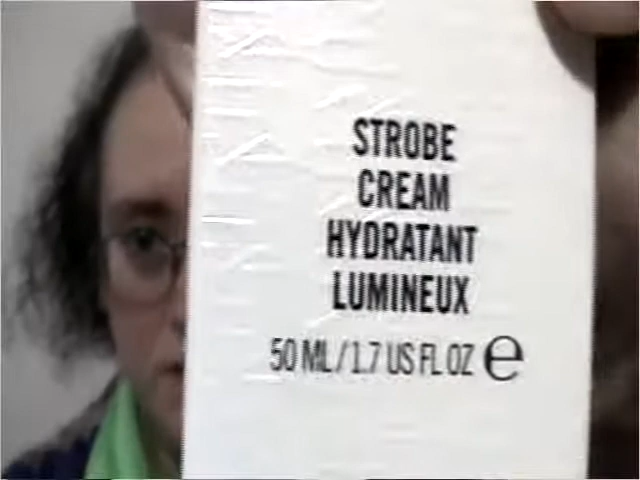 STROBE
CREAM
HYDRATANT
LUMINEUX
50 ML/1.7 US FL OZ e